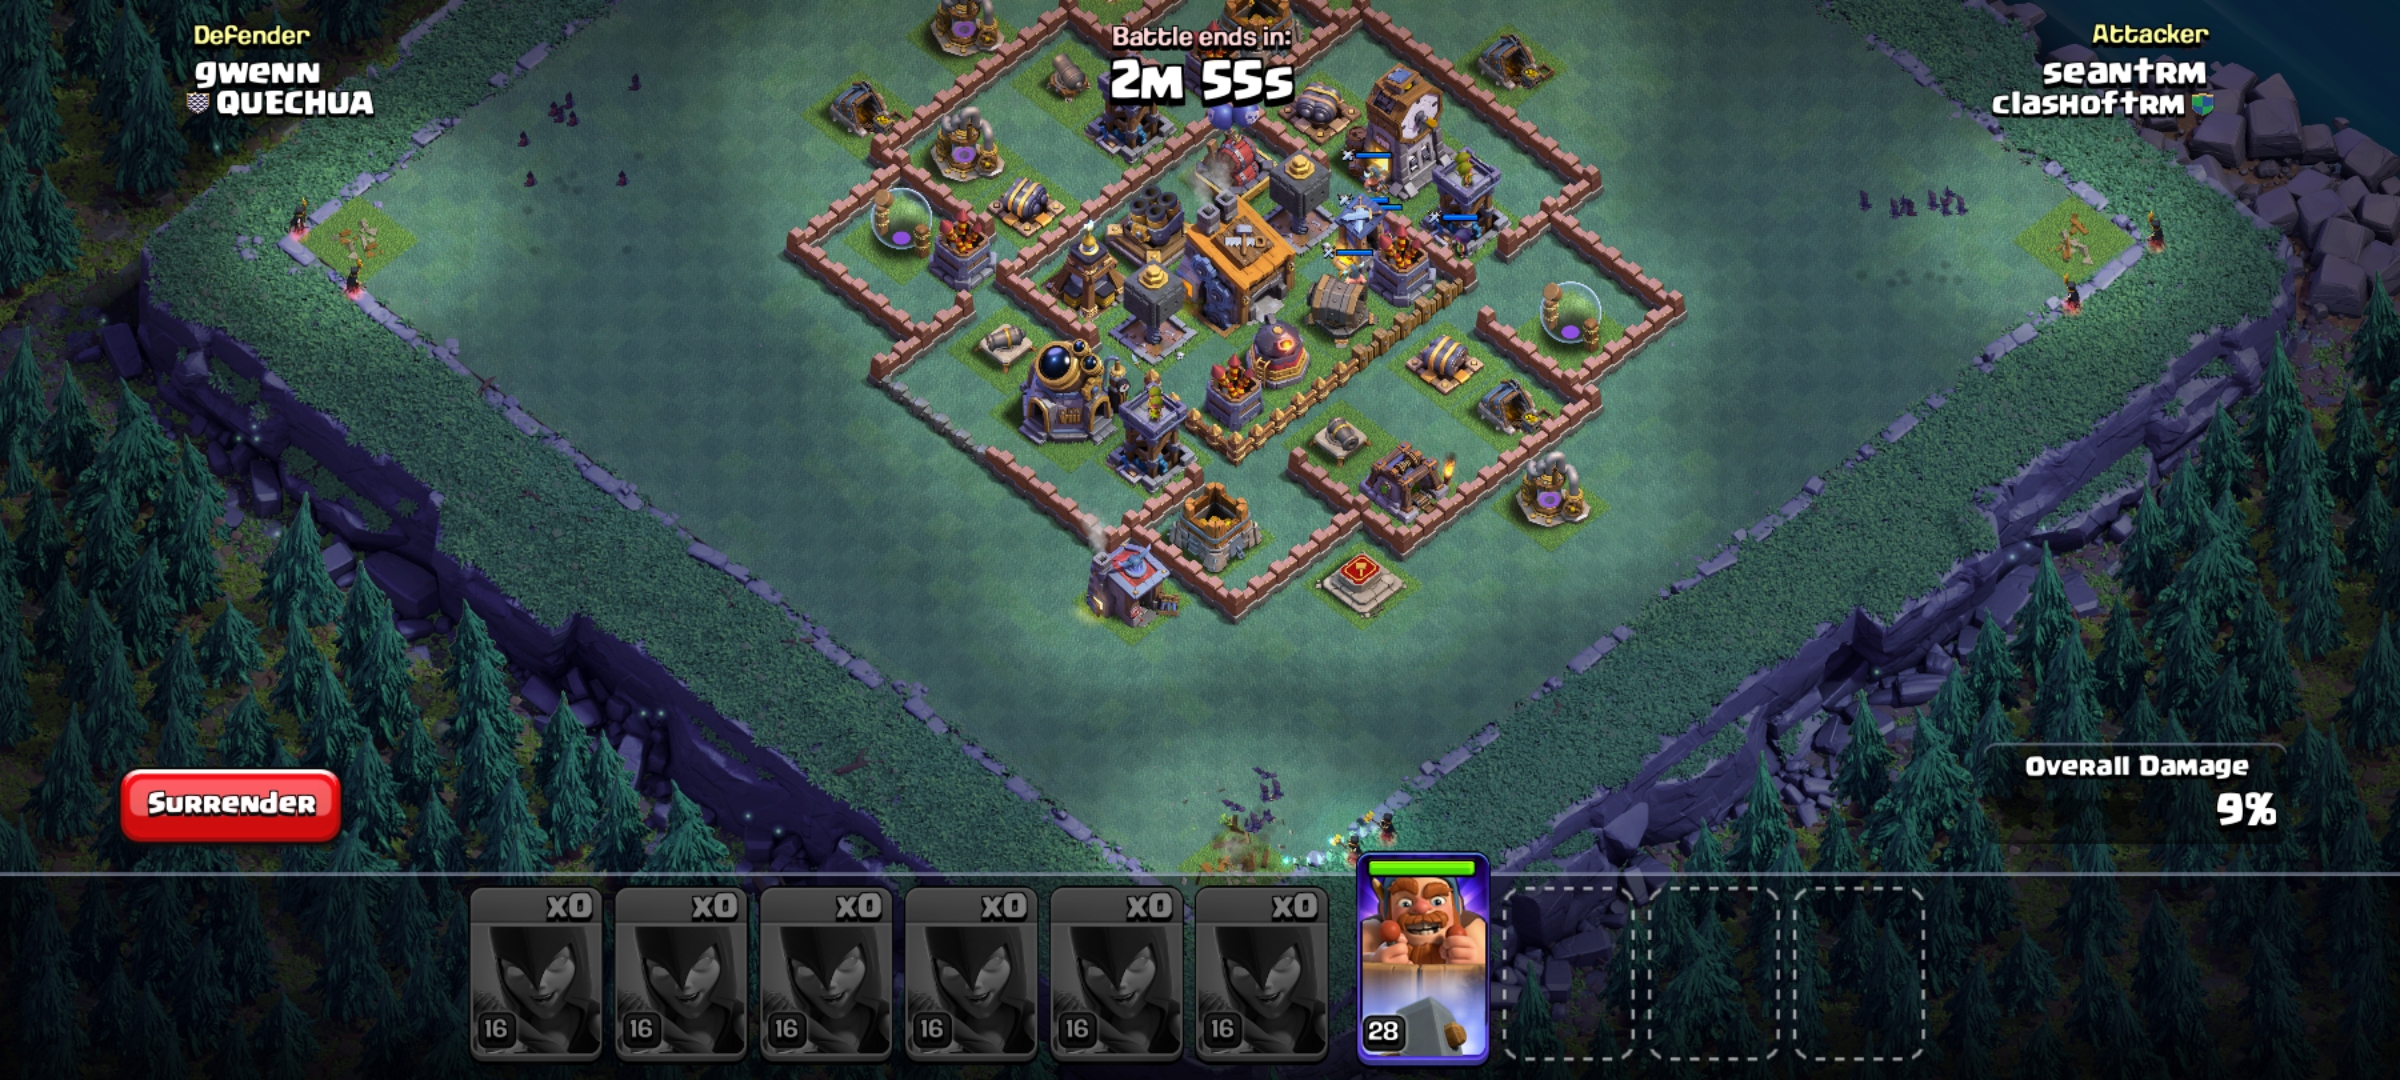 Defender
gwenn
QUECHUA
Battle ends in:
2M 55s
Attacker
seantRM
clashoftRM
Surrender
Overall Damage
9%
x0
x0
x0
x0
x0
x0
16
16
16
16
16
16
28